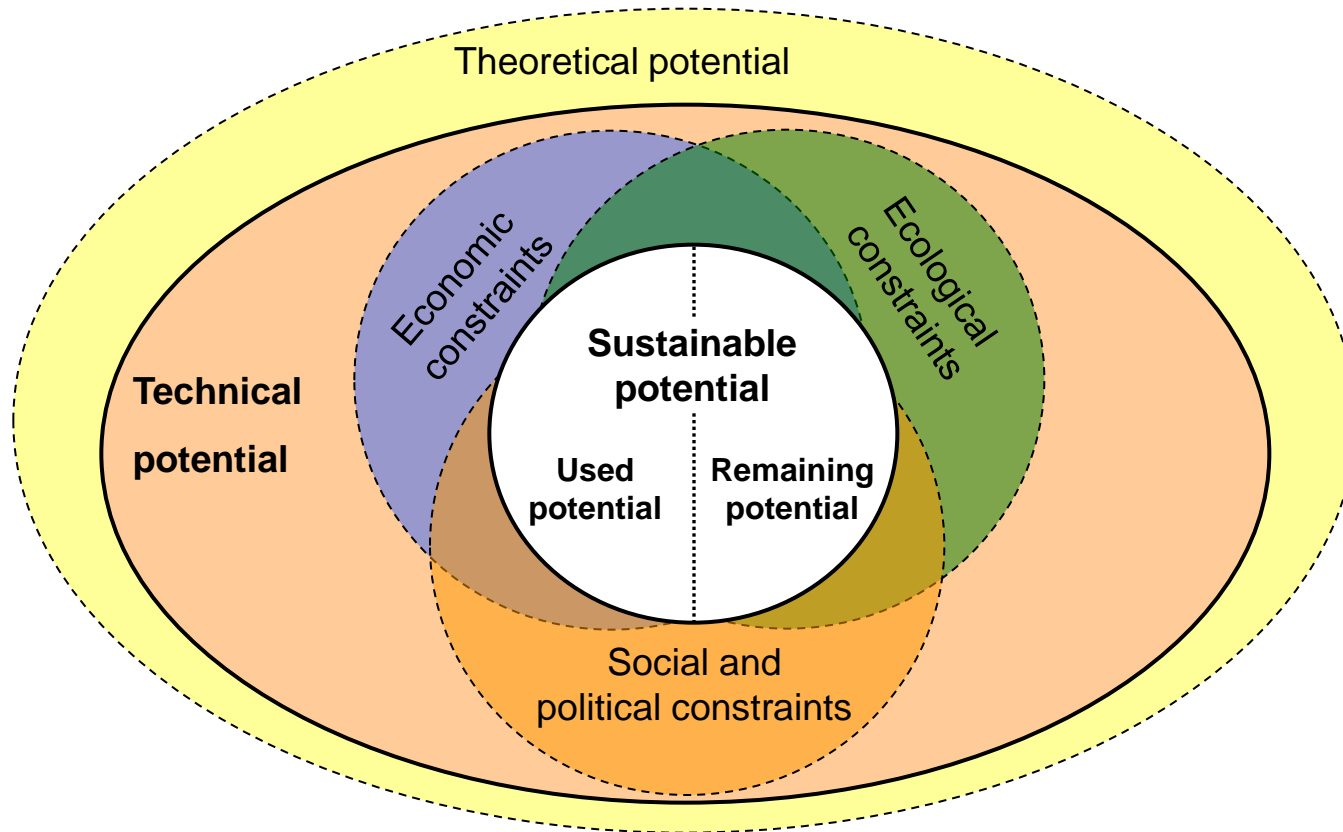 Theoretical potential
Economic
constraints
Ecological
constraints
Technical
potential
Sustainable
potential
Used
potential
Remaining
potential
Social and
political constraints